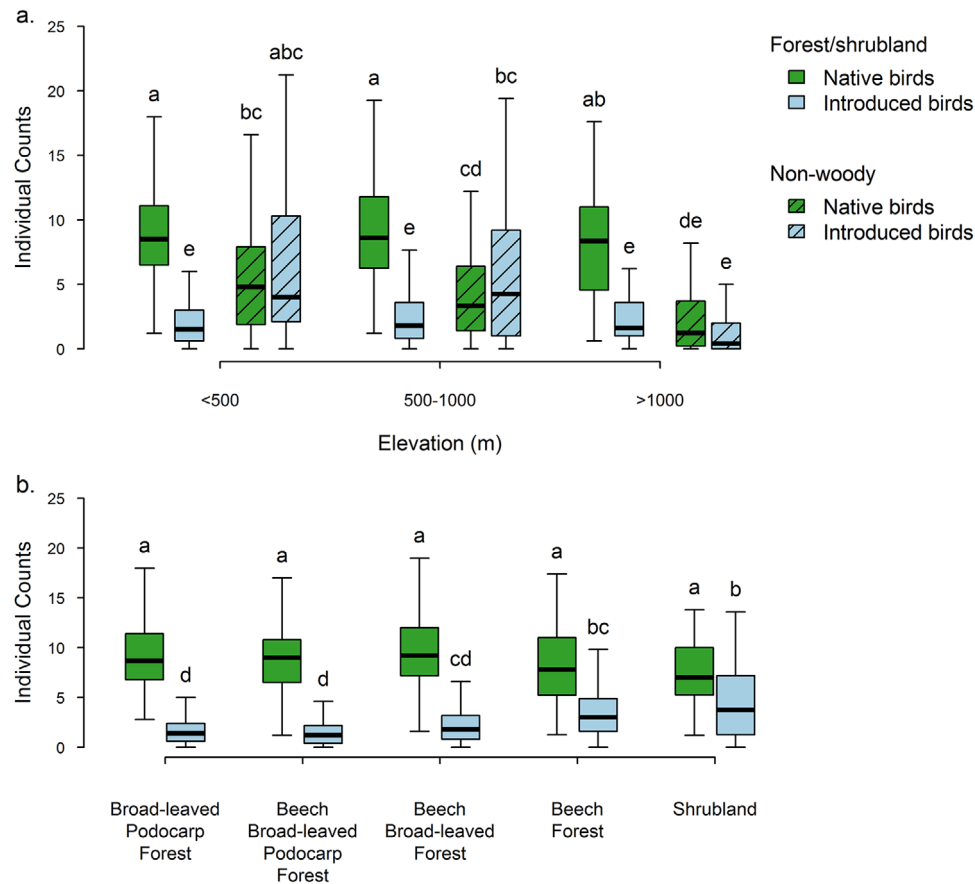 a.
Individual Counts
25
20
15
10
5
0
a
e
bc
abc
a
e
cd
bc
ab
e
de
e
<500
500-1000
>1000
Elevation (m)
Forest/shrubland
Native birds
Introduced birds
Non-woody
Native birds
Introduced birds
b.
Individual Counts
25
20
15
10
5
0
a
d
a
d
a
cd
a
bc
a
b
Broad-leaved
Podocarp
Forest
Beech
Broad-leaved
Podocarp
Forest
Beech
Broad-leaved
Forest
Beech
Forest
Shrubland